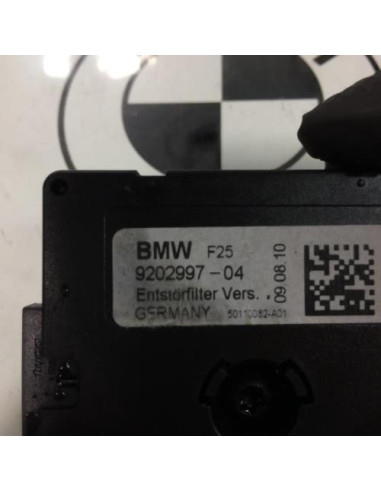 BMW F25
9202997-04
Entstörfilter Vers.
GERMANY 50110082-A01
09.08.10